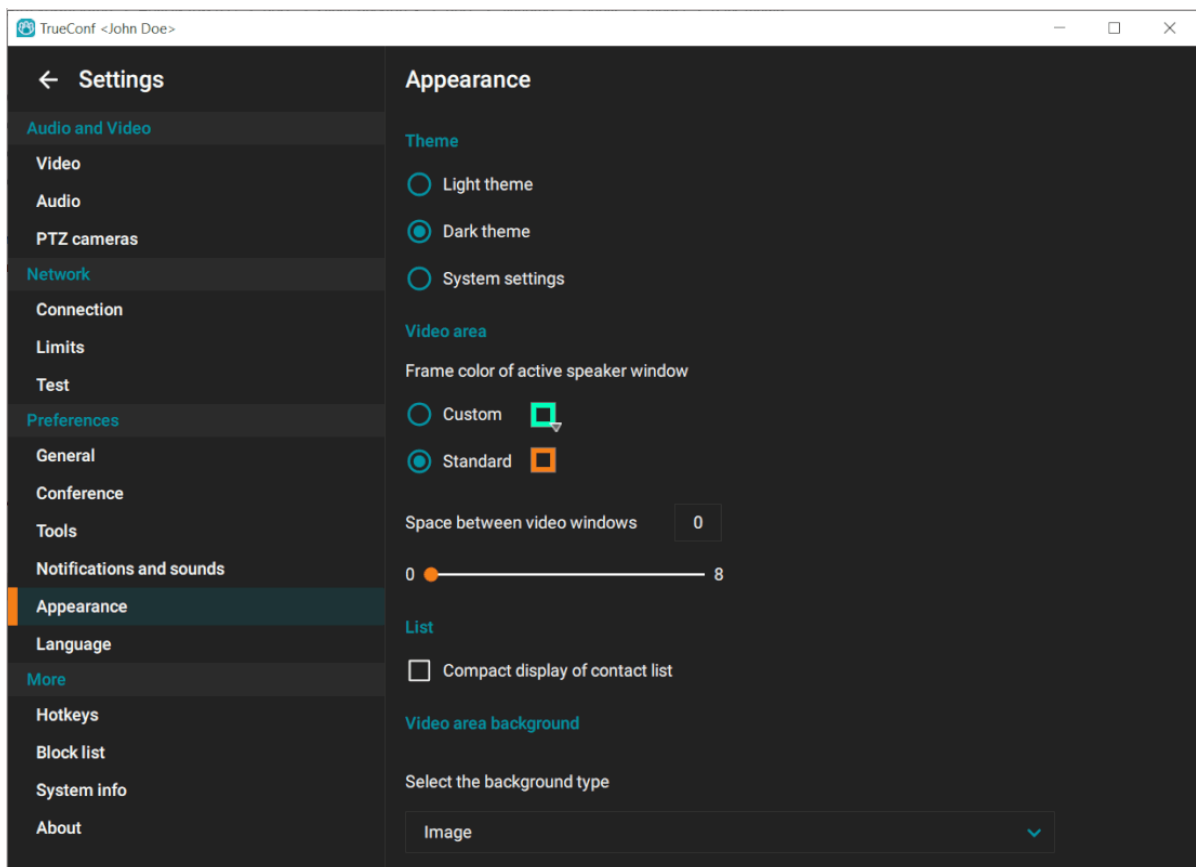 TrueConf <John Doe>
Settings
Audio and Video
Video
Audio
PTZ cameras
Network
Connection
Limits
Test
Preferences
General
Conference
Tools
Notifications and sounds
Appearance
Language
More
Hotkeys
Block list
System info
About
Appearance
Theme
Light theme
Dark theme
System settings
Video area
Frame color of active speaker window
Custom
Standard
Space between video windows 0
0 8
List
Compact display of contact list
Video area background
Select the background type
Image